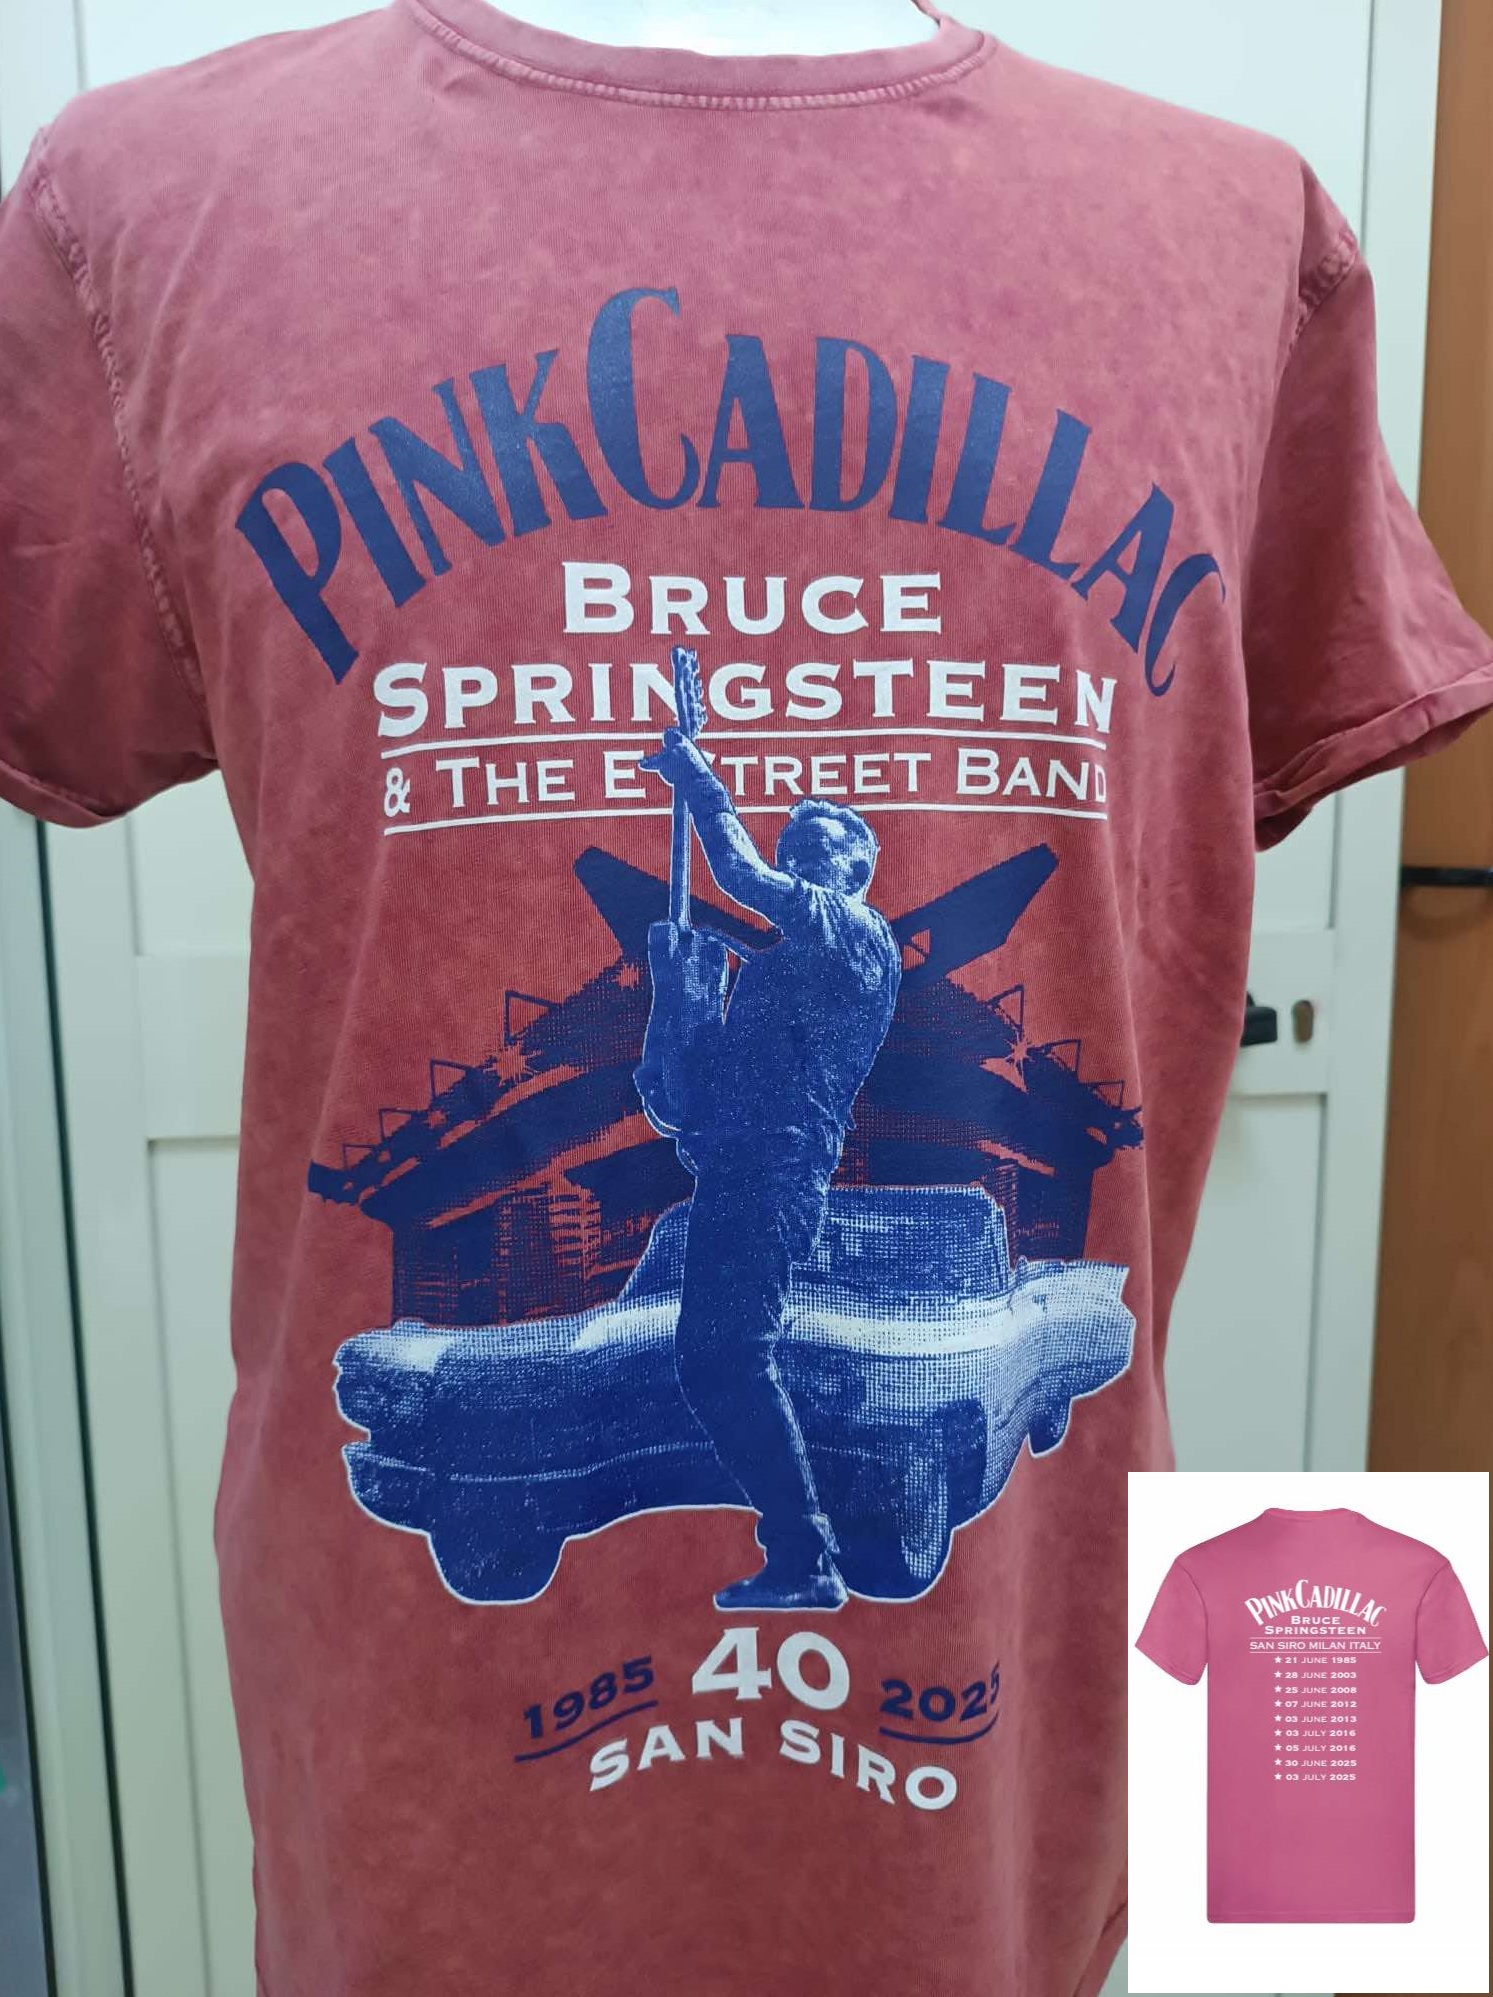 PINK CADILLAC
BRUCE
SPRINGSTEEN
& THE E STREET BAND
1985 40 2025
SAN SIRO
PINK CADILLAC
BRUCE
SPRINGSTEEN
SAN SIRO MILAN ITALY
★ 21 JUNE 1985
★ 28 JUNE 2003
★ 25 JUNE 2008
★ 07 JUNE 2012
★ 03 JUNE 2013
★ 03 JULY 2016
★ 05 JULY 2016
★ 30 JUNE 2025
★ 03 JULY 2025